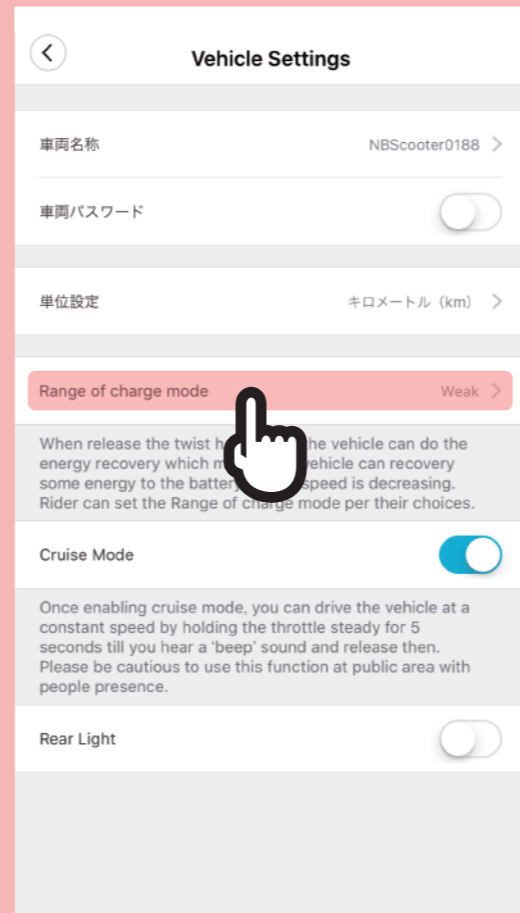 Vehicle Settings
車両名称 NBScooter0188
車両パスワード
単位設定 キロメートル（km）
Range of charge mode Weak
When release the twist h he vehicle can do the
energy recovery which m ehicle can recovery
some energy to the battery speed is decreasing.
Rider can set the Range of charge mode per their choices.
Cruise Mode
Once enabling cruise mode, you can drive the vehicle at a
constant speed by holding the throttle steady for 5
seconds till you hear a ‘beep’ sound and release then.
Please be cautious to use this function at public area with
people presence.
Rear Light